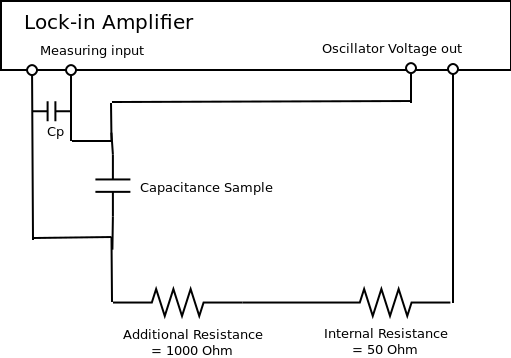 Lock-in Amplifier
Measuring input
Oscillator Voltage out
Cp
Capacitance Sample
Additional Resistance
= 1000 Ohm
Internal Resistance
= 50 Ohm